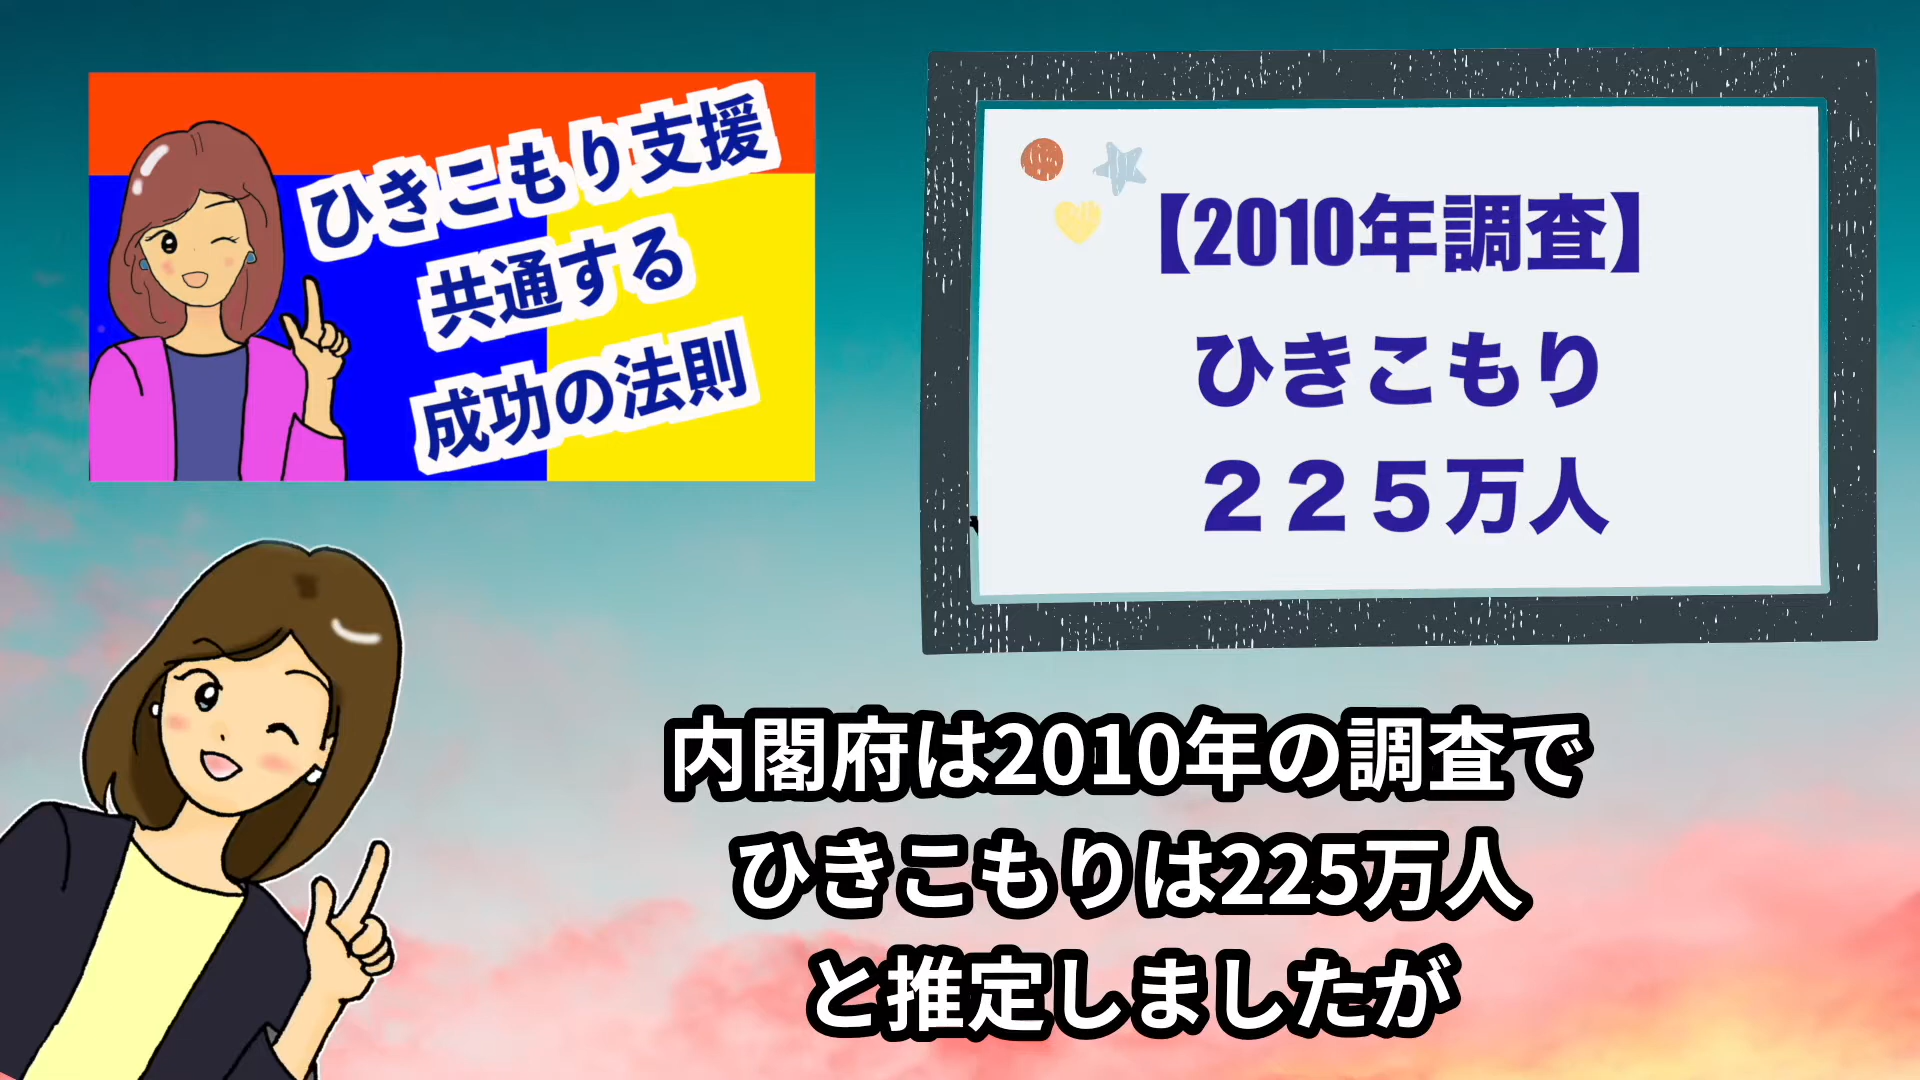 ひきこもり支援
共通する
成功の法則
【2010年調査】
ひきこもり
２２５万人
内閣府は2010年の調査で
ひきこもりは225万人
と推定しましたが